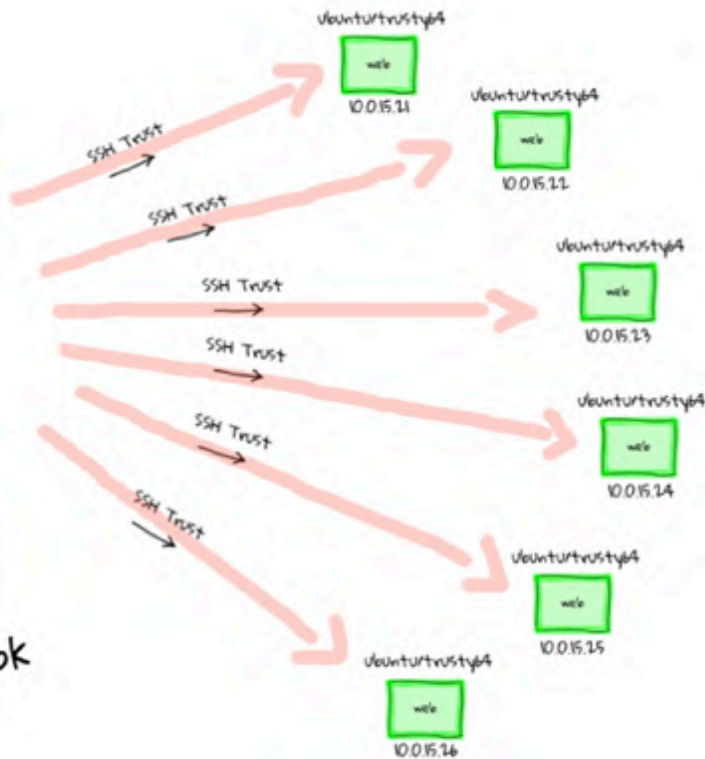 ubuntu/trusty64
web
10.0.15.21
SSH Trust
ubuntu/trusty64
web
10.0.15.22
SSH Trust
ubuntu/trusty64
web
10.0.15.23
SSH Trust
ubuntu/trusty64
web
10.0.15.24
SSH Trust
ubuntu/trusty64
web
10.0.15.25
SSH Trust
ubuntu/trusty64
web
10.0.15.26
SSH Trust